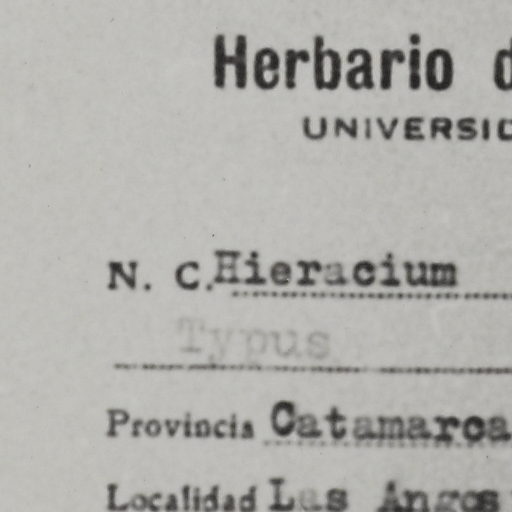 Herbario d
UNIVERSID
N. C. Hieracium
Typus
Provincia Catamarca
Localidad Las